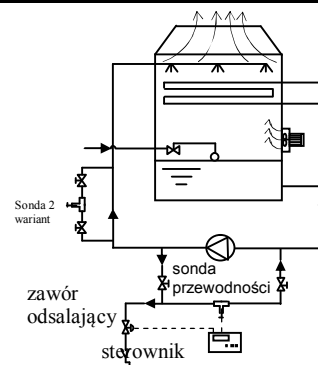 Sonda 2
wariant
sonda
przewodności
zawór
odsalający
sterownik